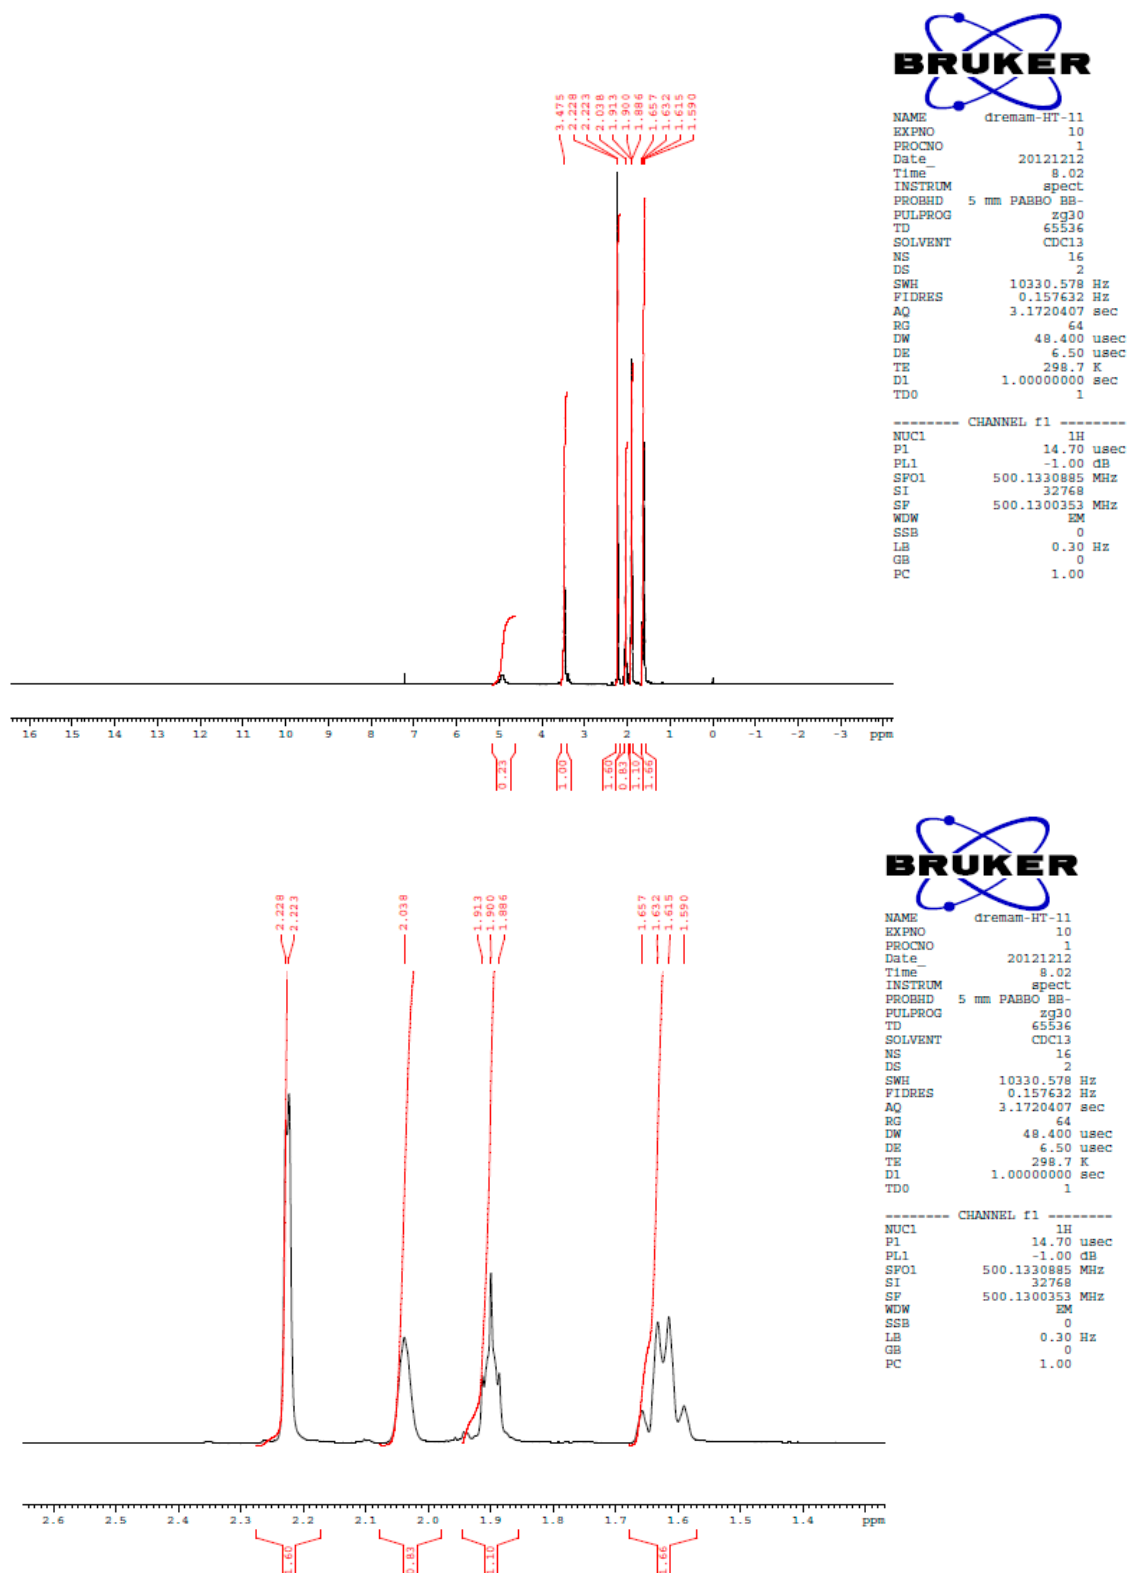 BRUKER
3.475
2.228
2.223
2.038
1.913
1.900
1.886
1.657
1.632
1.615
1.590
NAME dremam-HT-11
EXPNO 10
PROCNO 1
Date_ 20121212
Time 8.02
INSTRUM spect
PROBHD 5 mm PABBO BB-
PULPROG zg30
TD 65536
SOLVENT CDCl3
NS 16
DS 2
SWH 10330.578 Hz
FIDRES 0.157632 Hz
AQ 3.1720407 sec
RG 64
DW 48.400 usec
DE 6.50 usec
TE 298.7 K
D1 1.00000000 sec
TD0 1
======== CHANNEL f1 ========
NUC1 1H
P1 14.70 usec
PL1 -1.00 dB
SFO1 500.1330885 MHz
SI 32768
SF 500.1300353 MHz
WDW EM
SSB 0
LB 0.30 Hz
GB 0
PC 1.00
16 15 14 13 12 11 10 9 8 7 6 5 4 3 2 1 0 -1 -2 -3 ppm
0.23
1.00
1.60
0.83
1.10
1.66
BRUKER
2.228
2.223
2.038
1.913
1.900
1.886
1.657
1.632
1.615
1.590
NAME dremam-HT-11
EXPNO 10
PROCNO 1
Date_ 20121212
Time 8.02
INSTRUM spect
PROBHD 5 mm PABBO BB-
PULPROG zg30
TD 65536
SOLVENT CDCl3
NS 16
DS 2
SWH 10330.578 Hz
FIDRES 0.157632 Hz
AQ 3.1720407 sec
RG 64
DW 48.400 usec
DE 6.50 usec
TE 298.7 K
D1 1.00000000 sec
TD0 1
======== CHANNEL f1 ========
NUC1 1H
P1 14.70 usec
PL1 -1.00 dB
SFO1 500.1330885 MHz
SI 32768
SF 500.1300353 MHz
WDW EM
SSB 0
LB 0.30 Hz
GB 0
PC 1.00
2.6 2.5 2.4 2.3 2.2 2.1 2.0 1.9 1.8 1.7 1.6 1.5 1.4 ppm
1.60
0.83
1.10
1.66